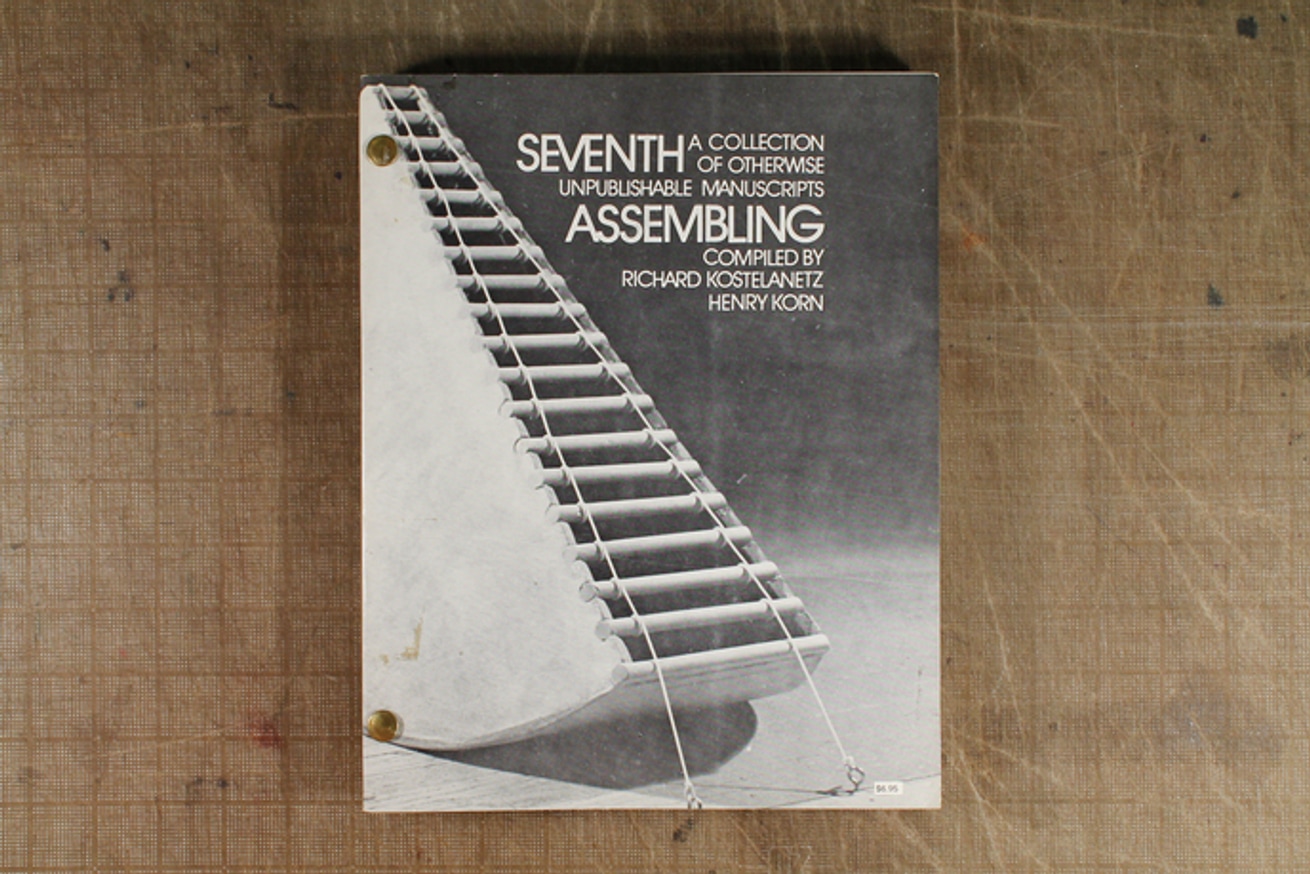 SEVENTH A COLLECTION
OF OTHERWISE
UNPUBLISHABLE MANUSCRIPTS
ASSEMBLING
COMPILED BY
RICHARD KOSTELANETZ
HENRY KORN
$6.95